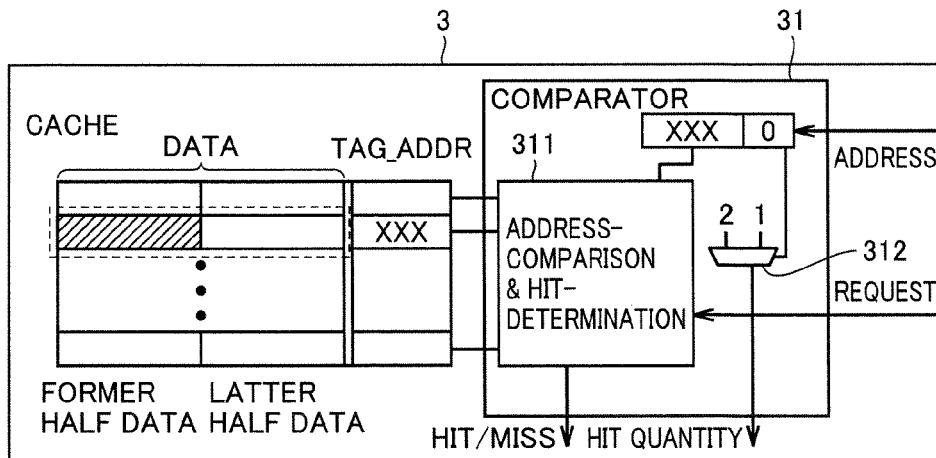 3
31
CACHE
COMPARATOR
XXX 0
ADDRESS
DATA
TAG_ADDR
311
XXX
ADDRESS-
COMPARISON
& HIT-
DETERMINATION
2 1
312
REQUEST
FORMER
HALF DATA
LATTER
HALF DATA
HIT/MISS
HIT QUANTITY